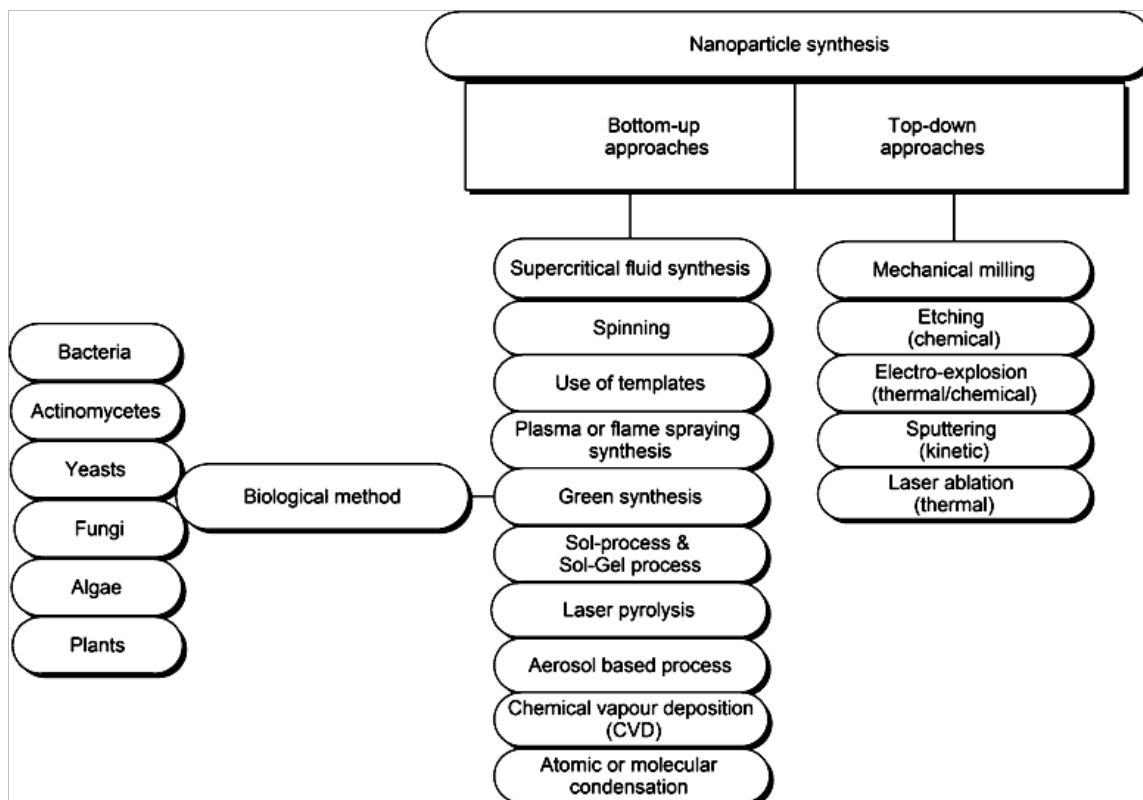 Nanoparticle synthesis
Bottom-up
approaches
Top-down
approaches
Supercritical fluid synthesis
Spinning
Use of templates
Plasma or flame spraying
synthesis
Green synthesis
Sol-process &
Sol-Gel process
Laser pyrolysis
Aerosol based process
Chemical vapour deposition
(CVD)
Atomic or molecular
condensation
Mechanical milling
Etching
(chemical)
Electro-explosion
(thermal/chemical)
Sputtering
(kinetic)
Laser ablation
(thermal)
Biological method
Bacteria
Actinomycetes
Yeasts
Fungi
Algae
Plants